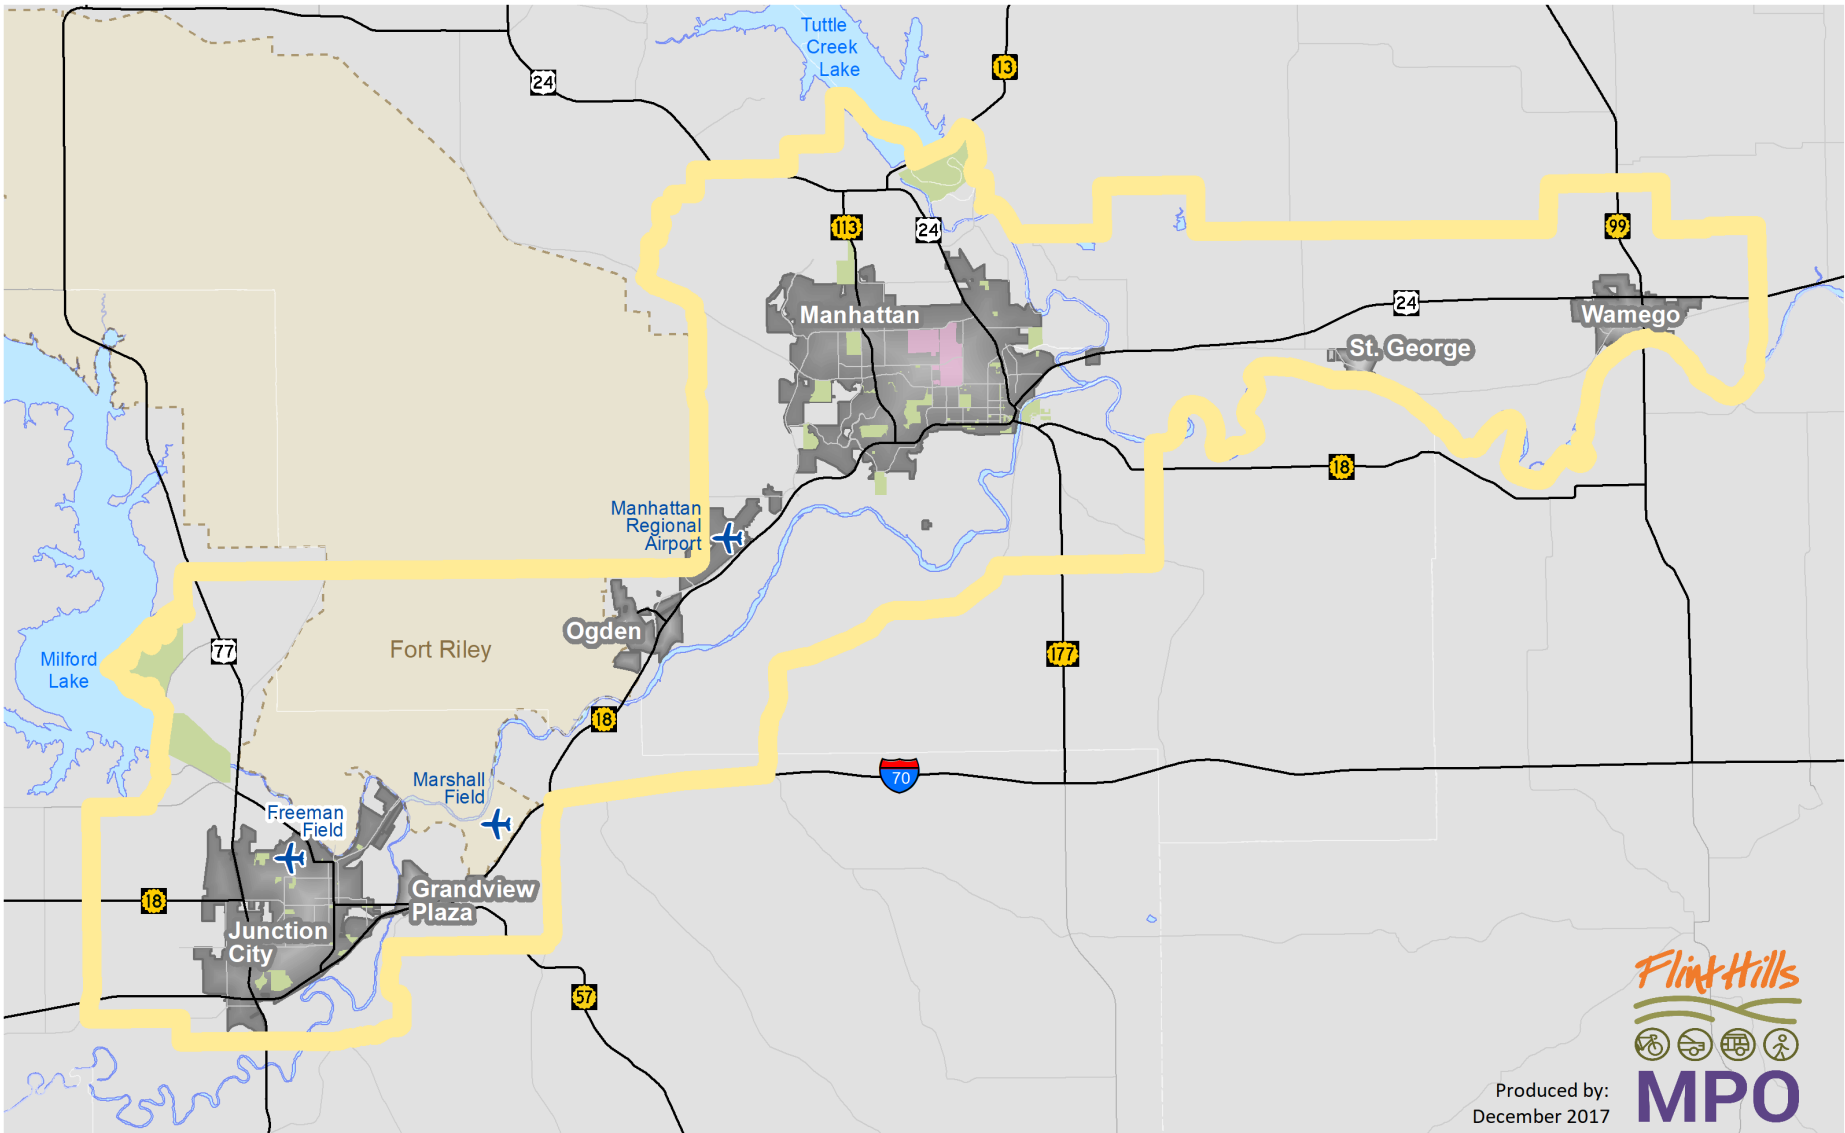 Tuttle
Creek
Lake
13
24
113
24
99
24
Manhattan
Wamego
St. George
18
Manhattan
Regional
Airport
Ogden
Fort Riley
77
Milford
Lake
177
18
70
Marshall
Field
Freeman
Field
18
Grandview
Plaza
Junction
City
57
Flint Hills
MPO
Produced by:
December 2017